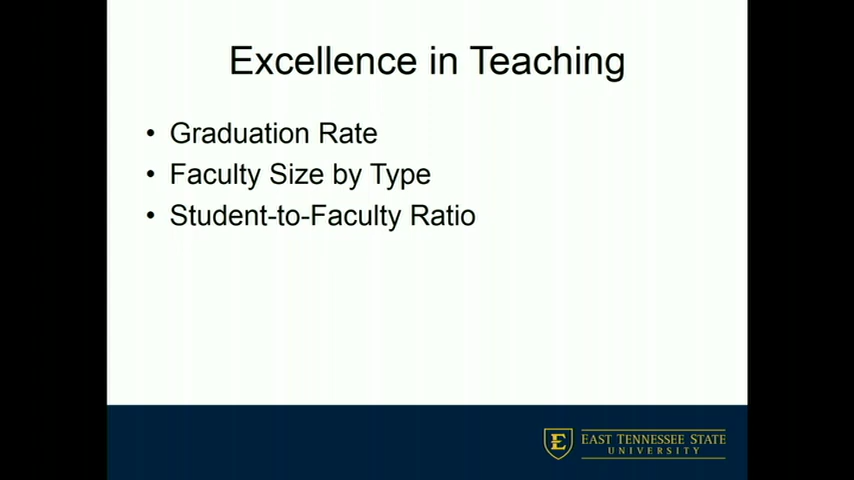 Excellence in Teaching
• Graduation Rate
• Faculty Size by Type
• Student-to-Faculty Ratio
E
EAST TENNESSEE STATE
UNIVERSITY